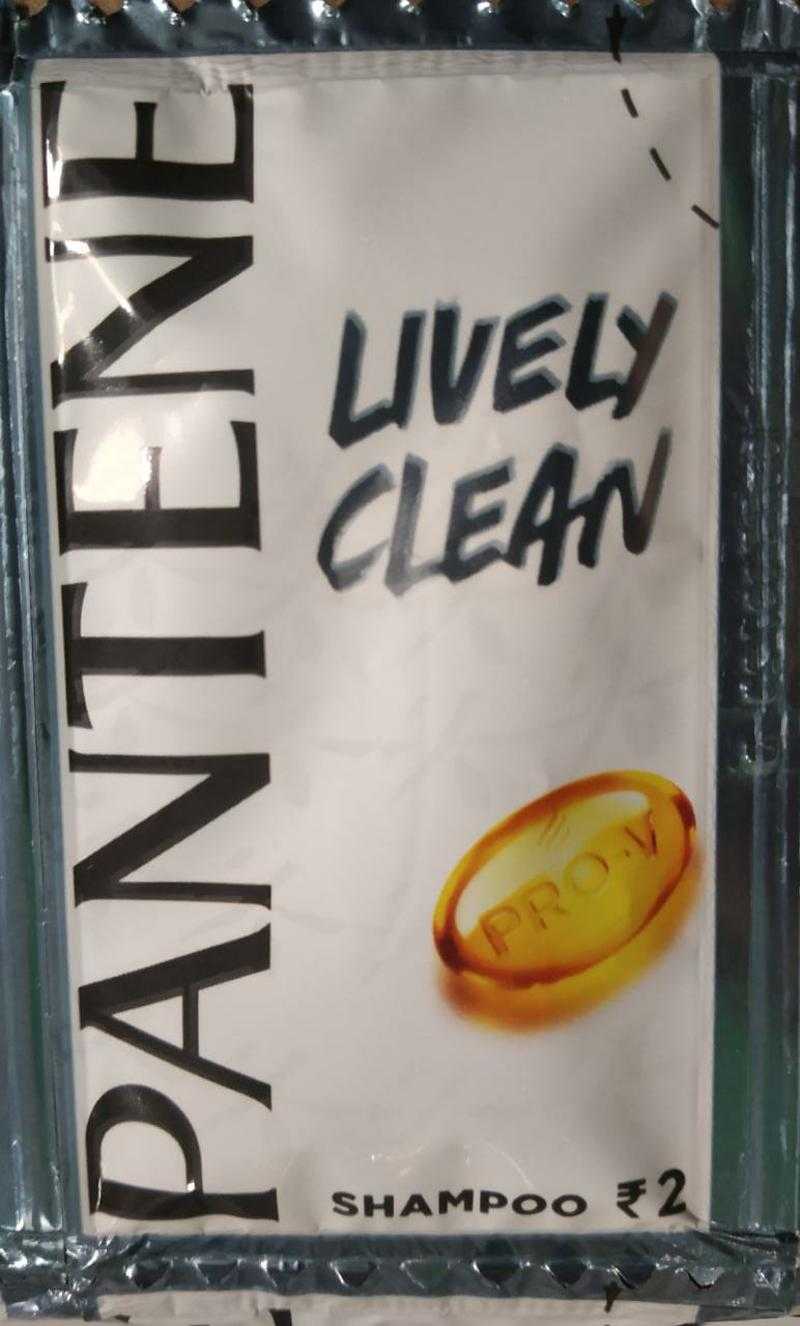 PANTENE
LIVELY
CLEAN
PRO-V
SHAMPOO ₹2